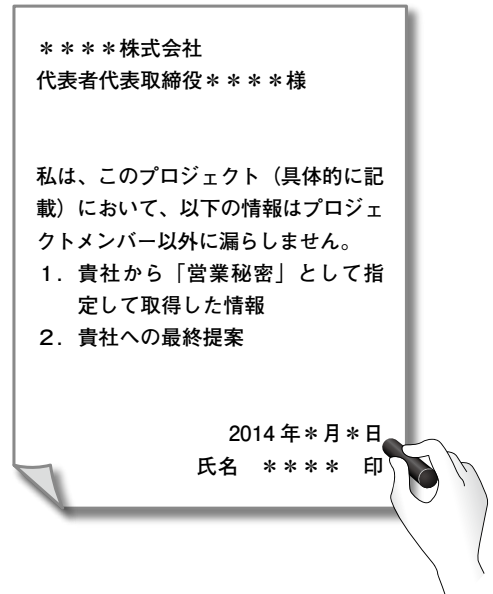 ＊＊＊＊株式会社
代表者代表取締役＊＊＊＊様
私は、このプロジェクト（具体的に記
載）において、以下の情報はプロジェ
クトメンバー以外に漏らしません。
１．貴社から「営業秘密」として指
定して取得した情報
２．貴社への最終提案
2014 年＊月＊日
氏名　＊＊＊＊　印